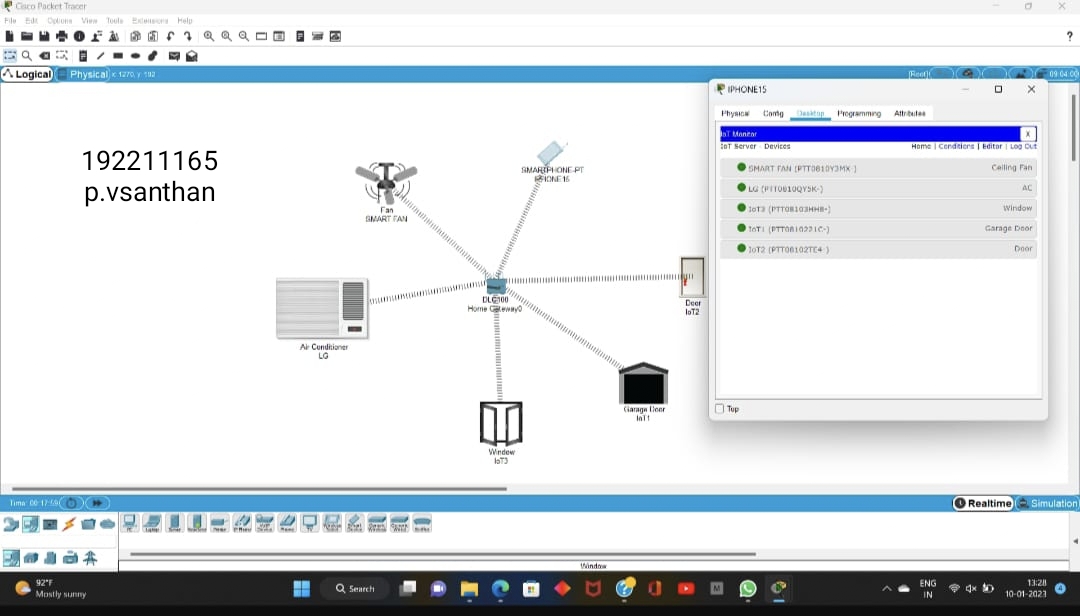 Cisco Packet Tracer
File Edit Options View Tools Extensions Help
?
Logical Physical x: 1270, y: 192
[Root] 09:04:00
192211165
p.vsanthan
Fan
SMART FAN
SMARTPHONE-PT
IPHONE15
Air Conditioner
LG
DLC100
Home Gateway0
Door
IoT2
Garage Door
IoT1
Window
IoT3
IPHONE15
Physical Config Desktop Programming Attributes
IoT Monitor X
IoT Server - Devices Home | Conditions | Editor | Log Out
SMART FAN (PTT0810Y3MX-) Ceiling Fan
LG (PTT0810QY5K-) AC
IoT3 (PTT08103HH8-) Window
IoT1 (PTT0810221C-) Garage Door
IoT2 (PTT08102TE4-) Door
Top
Time: 00:17:59
Realtime Simulation
Window
92°F
Mostly sunny
Search
ENG
IN
13:28
10-01-2023
4